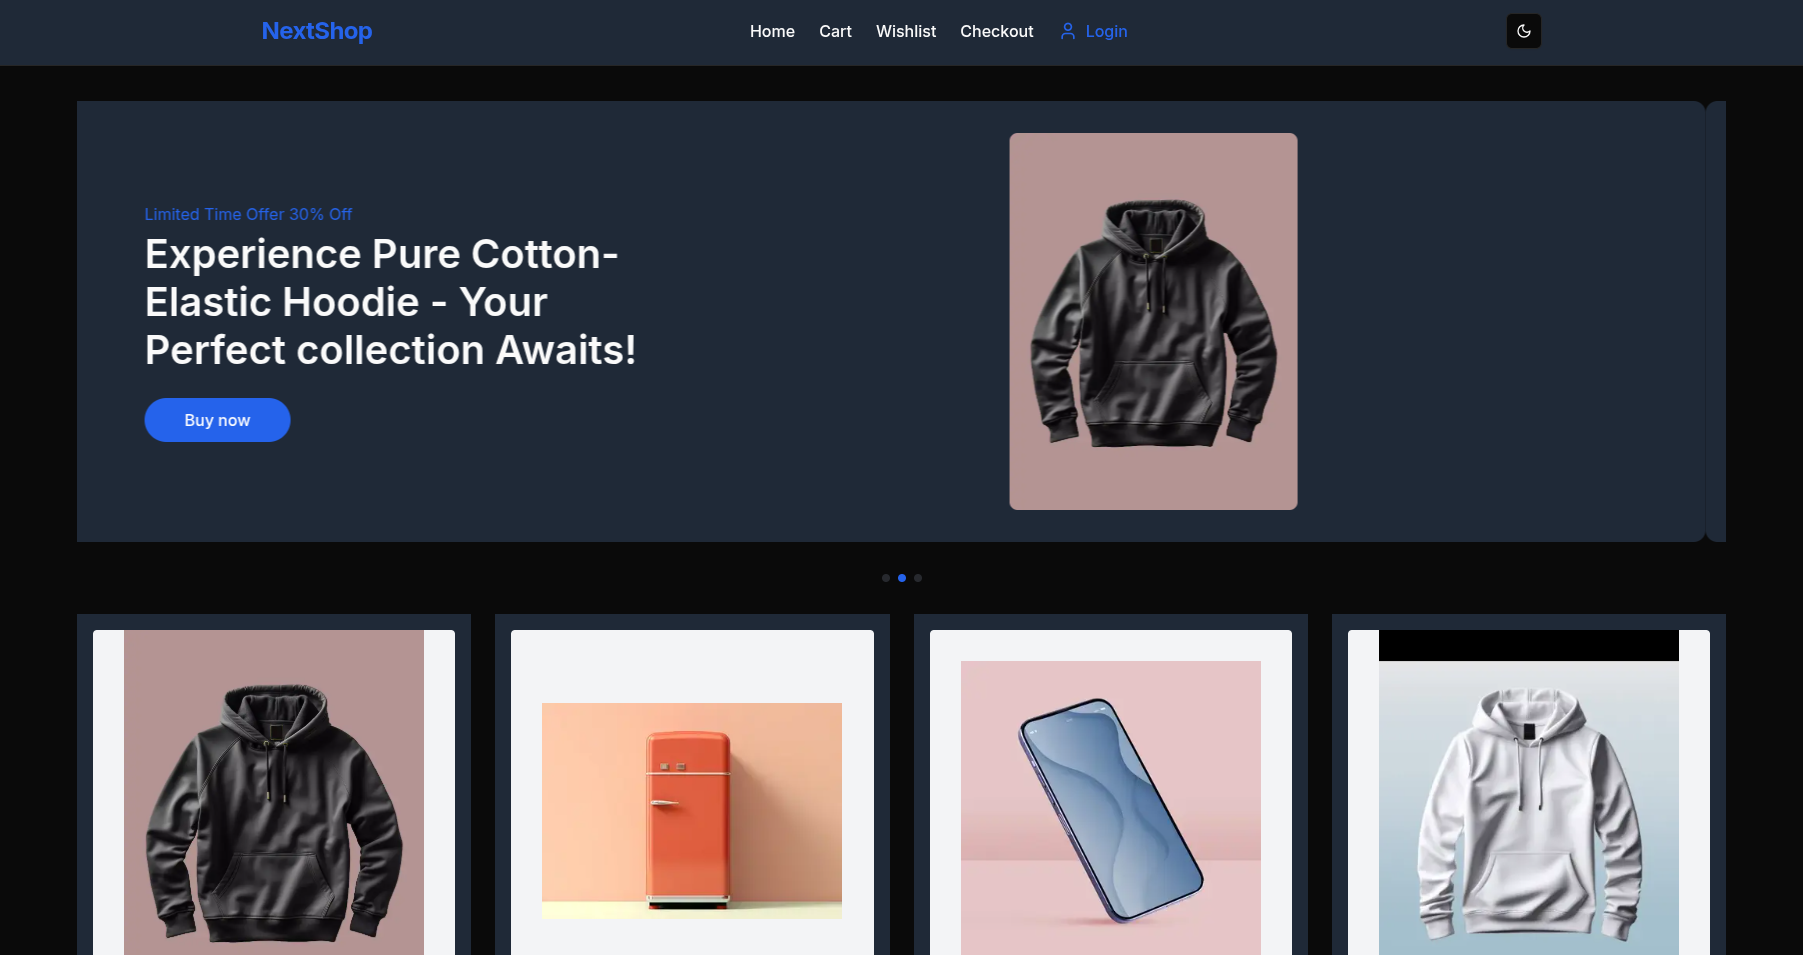 NextShop
Home Cart Wishlist Checkout Login
Limited Time Offer 30% Off
Experience Pure Cotton-
Elastic Hoodie - Your
Perfect collection Awaits!
Buy now